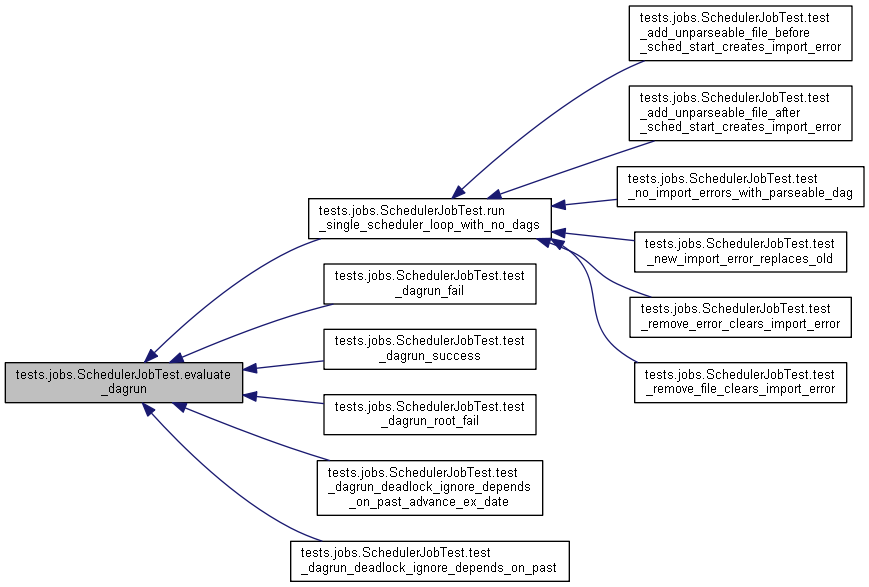 tests.jobs.SchedulerJobTest.test
_add_unparseable_file_before
_sched_start_creates_import_error
tests.jobs.SchedulerJobTest.test
_add_unparseable_file_after
_sched_start_creates_import_error
tests.jobs.SchedulerJobTest.test
_no_import_errors_with_parseable_dag
tests.jobs.SchedulerJobTest.run
_single_scheduler_loop_with_no_dags
tests.jobs.SchedulerJobTest.test
_new_import_error_replaces_old
tests.jobs.SchedulerJobTest.test
_dagrun_fail
tests.jobs.SchedulerJobTest.test
_remove_error_clears_import_error
tests.jobs.SchedulerJobTest.test
_dagrun_success
tests.jobs.SchedulerJobTest.evaluate
_dagrun
tests.jobs.SchedulerJobTest.test
_remove_file_clears_import_error
tests.jobs.SchedulerJobTest.test
_dagrun_root_fail
tests.jobs.SchedulerJobTest.test
_dagrun_deadlock_ignore_depends
_on_past_advance_ex_date
tests.jobs.SchedulerJobTest.test
_dagrun_deadlock_ignore_depends_on_past